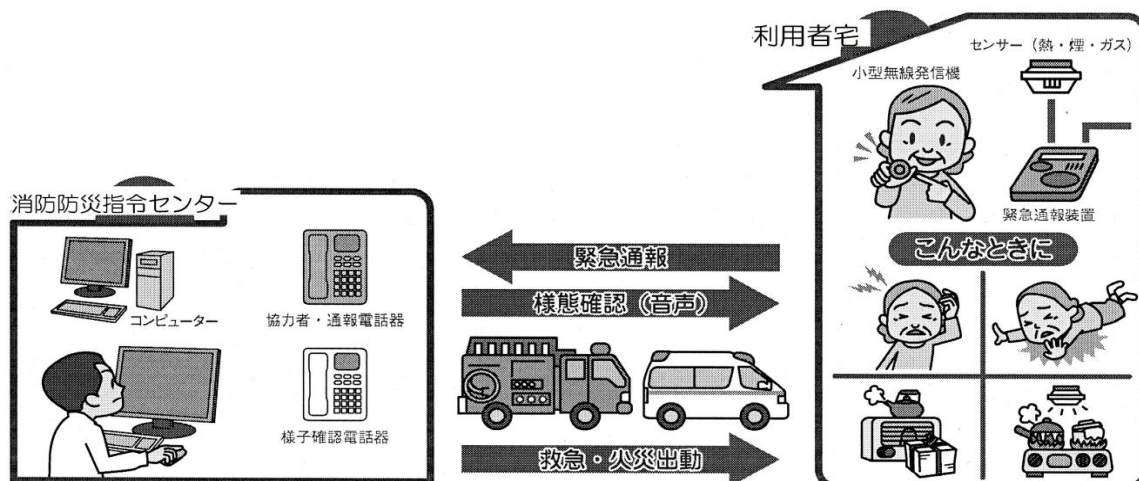 利用者宅
センサー（熱・煙・ガス）
小型無線発信機
緊急通報装置
こんなときに
消防防災指令センター
コンピューター
協力者・通報電話器
様子確認電話器
緊急通報
様態確認（音声）
救急・火災出動